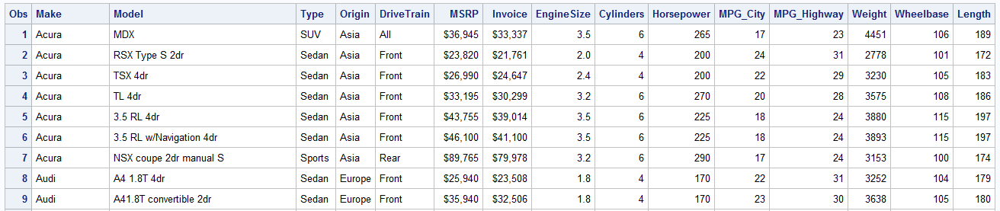 Obs Make Model Type Origin DriveTrain MSRP Invoice EngineSize Cylinders Horsepower MPG_City MPG_Highway Weight Wheelbase Length
1 Acura MDX SUV Asia All $36,945 $33,337 3.5 6 265 17 23 4451 106 189
2 Acura RSX Type S 2dr Sedan Asia Front $23,820 $21,761 2.0 4 200 24 31 2778 101 172
3 Acura TSX 4dr Sedan Asia Front $26,990 $24,647 2.4 4 200 22 29 3230 105 183
4 Acura TL 4dr Sedan Asia Front $33,195 $30,299 3.2 6 270 20 28 3575 108 186
5 Acura 3.5 RL 4dr Sedan Asia Front $43,755 $39,014 3.5 6 225 18 24 3880 115 197
6 Acura 3.5 RL w/Navigation 4dr Sedan Asia Front $46,100 $41,100 3.5 6 225 18 24 3893 115 197
7 Acura NSX coupe 2dr manual S Sports Asia Rear $89,765 $79,978 3.2 6 290 17 24 3153 100 174
8 Audi A4 1.8T 4dr Sedan Europe Front $25,940 $23,508 1.8 4 170 22 31 3252 104 179
9 Audi A41.8T convertible 2dr Sedan Europe Front $35,940 $32,506 1.8 4 170 23 30 3638 105 180